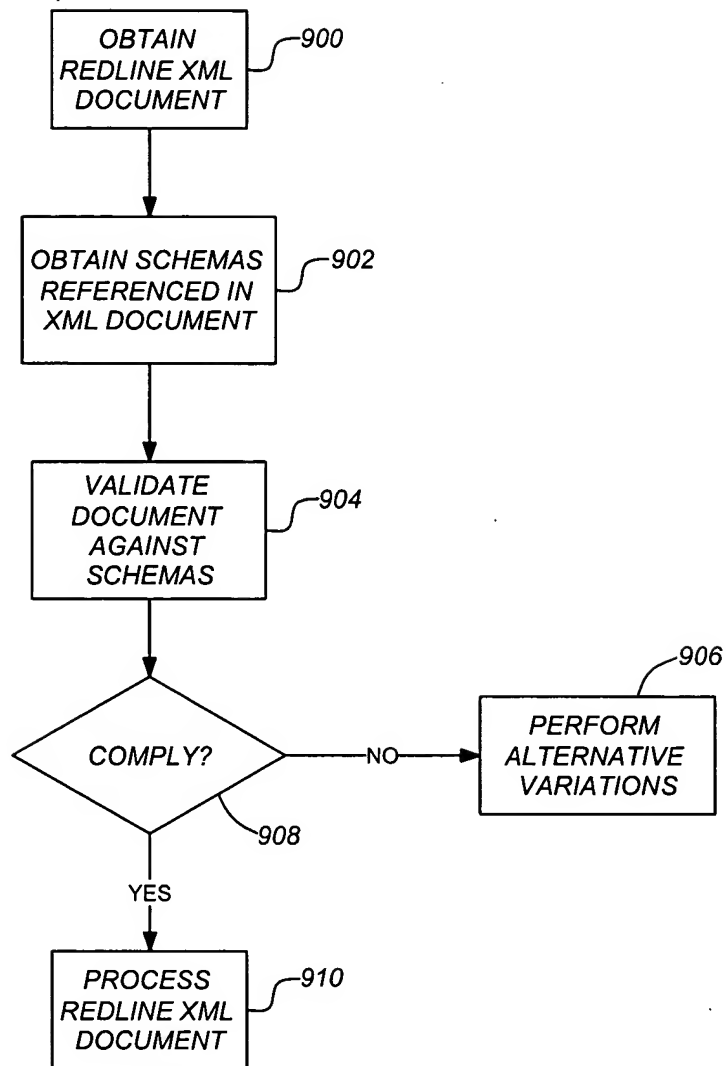 OBTAIN
REDLINE XML
DOCUMENT
900
OBTAIN SCHEMAS
REFERENCED IN
XML DOCUMENT
902
VALIDATE
DOCUMENT
AGAINST
SCHEMAS
904
COMPLY?
908
NO
PERFORM
ALTERNATIVE
VARIATIONS
906
YES
PROCESS
REDLINE XML
DOCUMENT
910